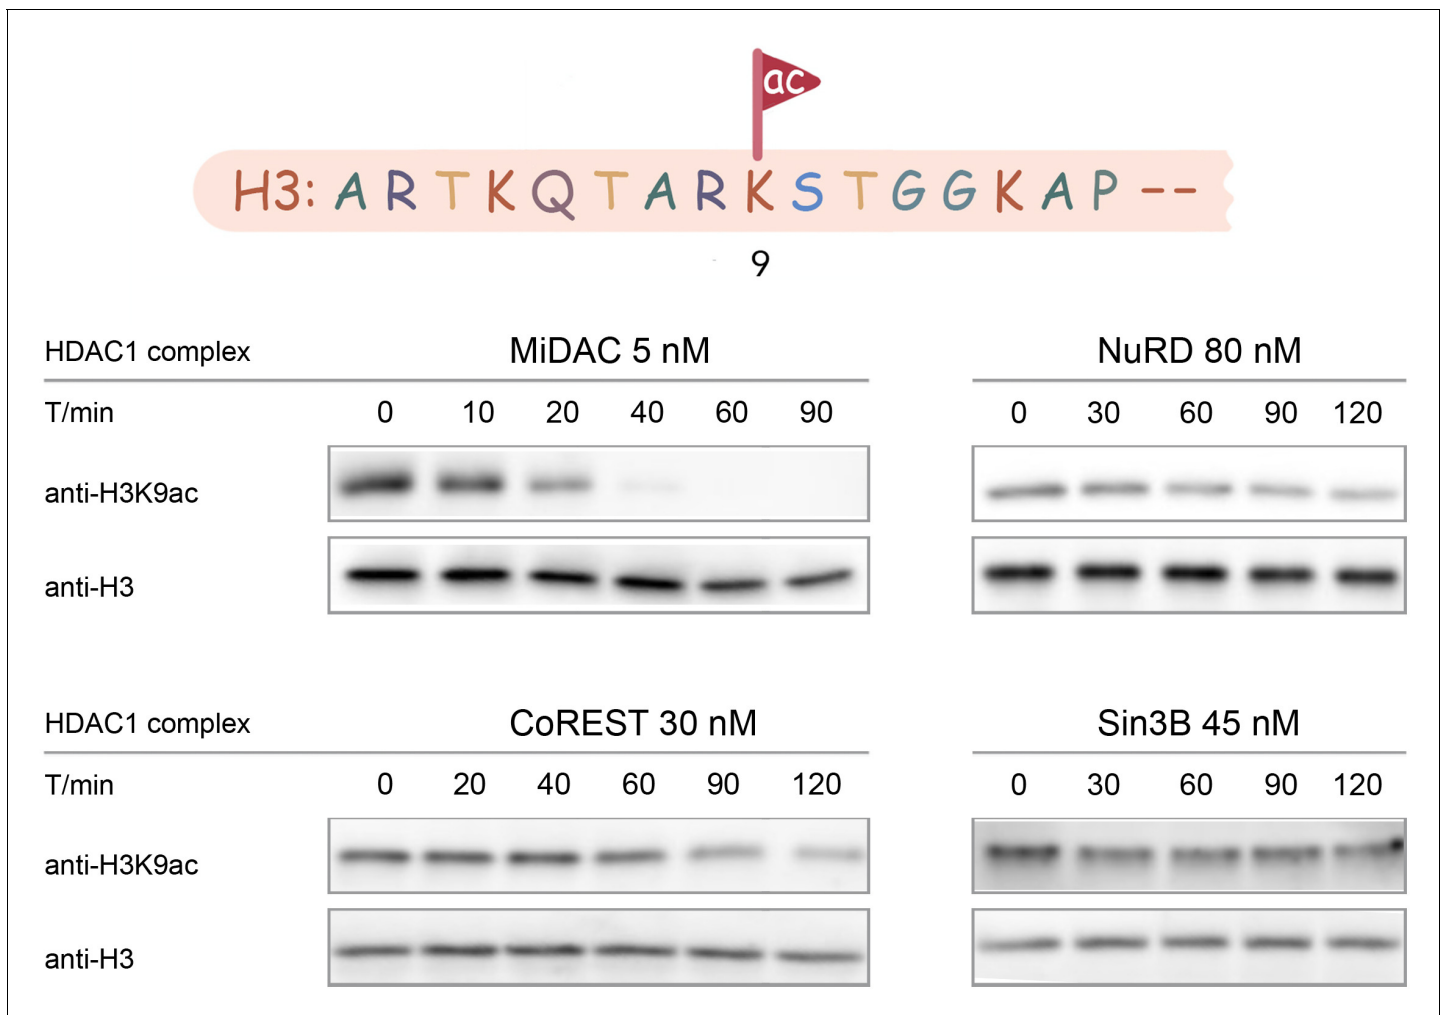 ac
H3: A R T K Q T A R K S T G G K A P --
9
HDAC1 complex MiDAC 5 nM NuRD 80 nM
T/min 0 10 20 40 60 90 0 30 60 90 120
anti-H3K9ac
anti-H3
HDAC1 complex CoREST 30 nM Sin3B 45 nM
T/min 0 20 40 60 90 120 0 30 60 90 120
anti-H3K9ac
anti-H3